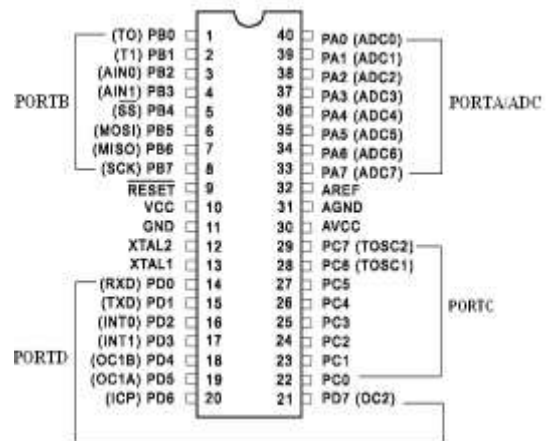 (TO) PB0 1 40 PA0 (ADC0)
(T1) PB1 2 39 PA1 (ADC1)
(AIN0) PB2 3 38 PA2 (ADC2)
(AIN1) PB3 4 37 PA3 (ADC3)
PORTB PORTA/ADC
(SS) PB4 5 36 PA4 (ADC4)
(MOSI) PB5 6 35 PA5 (ADC5)
(MISO) PB6 7 34 PA6 (ADC6)
(SCK) PB7 8 33 PA7 (ADC7)
RESET 9 32 AREF
VCC 10 31 AGND
GND 11 30 AVCC
XTAL2 12 29 PC7 (TOSC2)
XTAL1 13 28 PC6 (TOSC1)
(RXD) PD0 14 27 PC5
(TXD) PD1 15 26 PC4 PORTC
(INT0) PD2 16 25 PC3
(INT1) PD3 17 24 PC2
PORTD (OC1B) PD4 18 23 PC1
(OC1A) PD5 19 22 PC0
(ICP) PD6 20 21 PD7 (OC2)